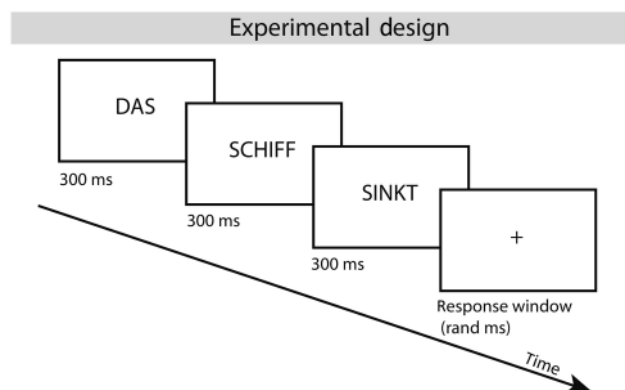 Experimental design
DAS
300 ms
SCHIFF
300 ms
SINKT
300 ms
+
Response window
(rand ms)
Time